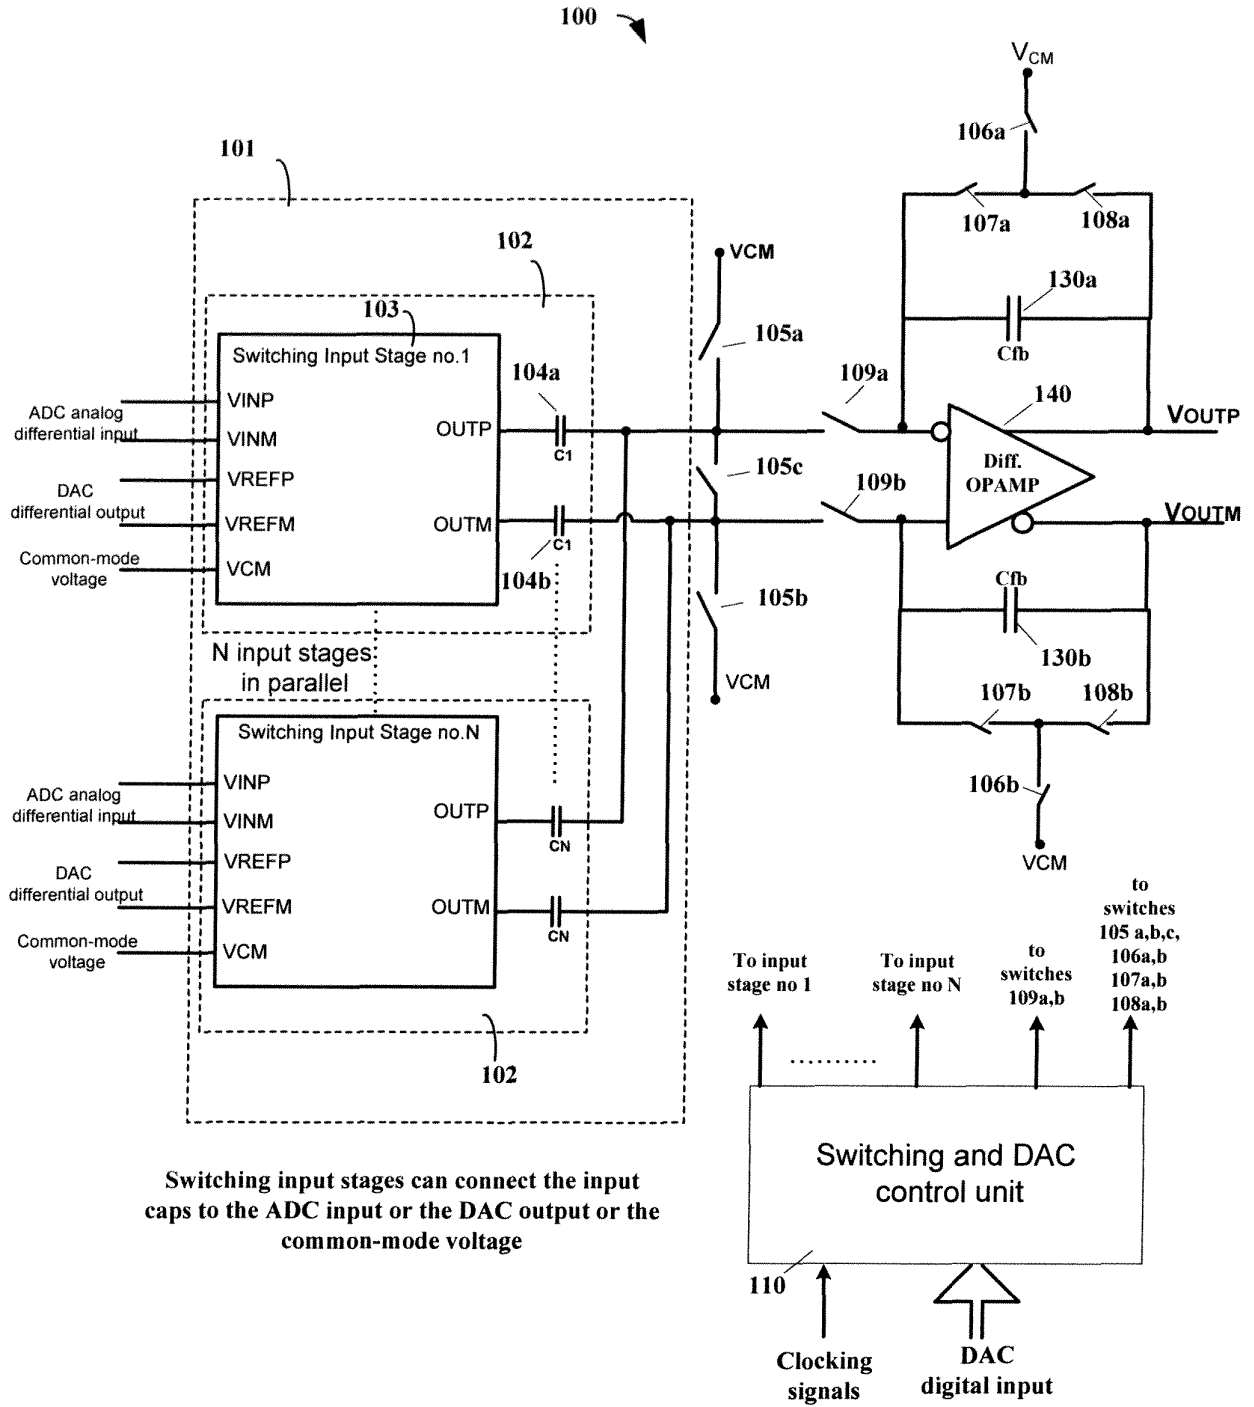 100
VCM
106a
101
107a
108a
102
VCM
130a
103
Switching Input Stage no.1
105a
Cfb
104a
109a
VINP
140
ADC analog
differential input
VOUTP
OUTP
VINM
C1
105c
Diff.
OPAMP
VREFP
DAC
differential output
109b
VREFM
OUTM
VOUTM
C1
Common-mode
voltage
VCM
104b
Cfb
105b
130b
N input stages
in parallel
VCM
107b
108b
Switching Input Stage no.N
VINP
106b
ADC analog
differential input
OUTP
VINM
CN
VREFP
VCM
DAC
differential output
VREFM
OUTM
CN
Common-mode
voltage
VCM
102
To input
stage no 1
To input
stage no N
to
switches
109a,b
to
switches
105 a,b,c,
106a,b
107a,b
108a,b
Switching and DAC
control unit
110
Switching input stages can connect the input
caps to the ADC input or the DAC output or the
common-mode voltage
Clocking
signals
DAC
digital input